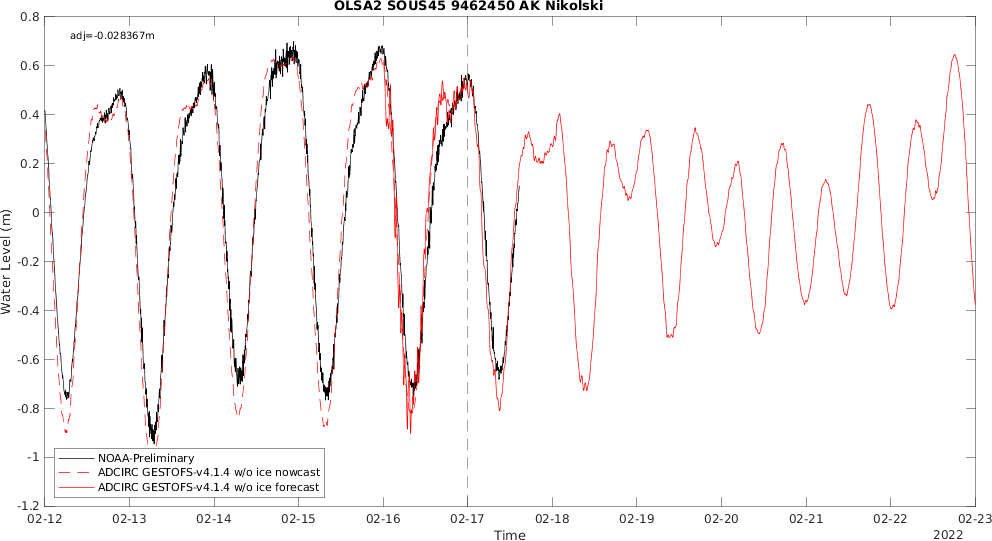 OLSA2 SOUS45 9462450 AK Nikolski
adj=-0.028367m
0.8
0.6
0.4
0.2
0
-0.2
-0.4
-0.6
-0.8
-1
-1.2
Water Level (m)
NOAA-Preliminary
ADCIRC GESTOFS-v4.1.4 w/o ice nowcast
ADCIRC GESTOFS-v4.1.4 w/o ice forecast
02-12 02-13 02-14 02-15 02-16 02-17 02-18 02-19 02-20 02-21 02-22 02-23
Time
2022